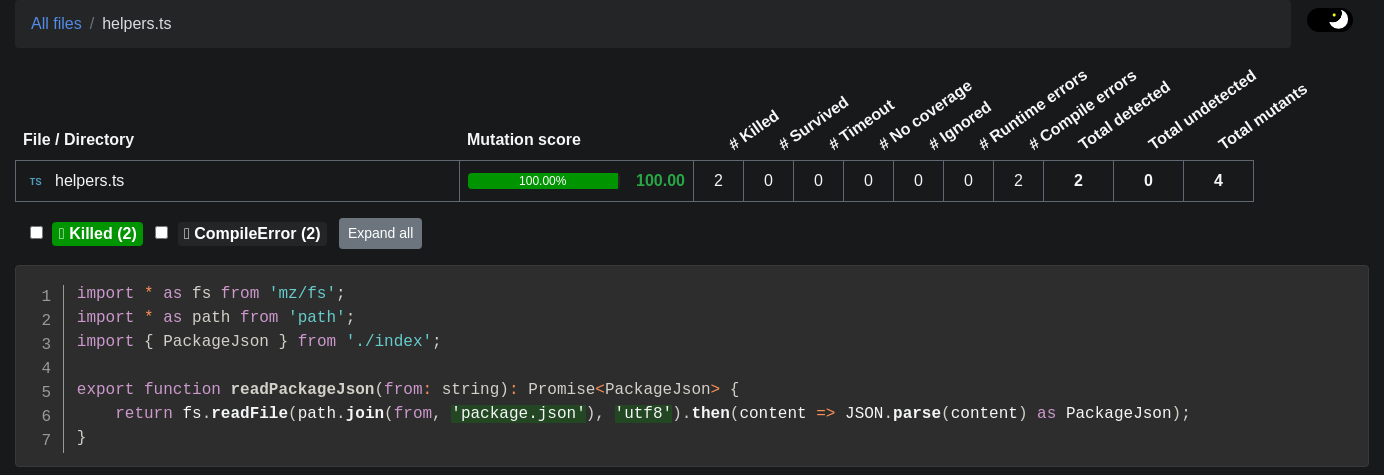 All files / helpers.ts
File / Directory Mutation score # Killed # Survived # Timeout # No coverage # Ignored # Runtime errors # Compile errors Total detected Total undetected Total mutants
TS helpers.ts 100.00% 100.00 2 0 0 0 0 0 2 2 0 4
Killed (2) CompileError (2) Expand all
1 import * as fs from 'mz/fs';
2 import * as path from 'path';
3 import { PackageJson } from './index';
4
5 export function readPackageJson(from: string): Promise<PackageJson> {
6     return fs.readFile(path.join(from, 'package.json'), 'utf8').then(content => JSON.parse(content) as PackageJson);
7 }